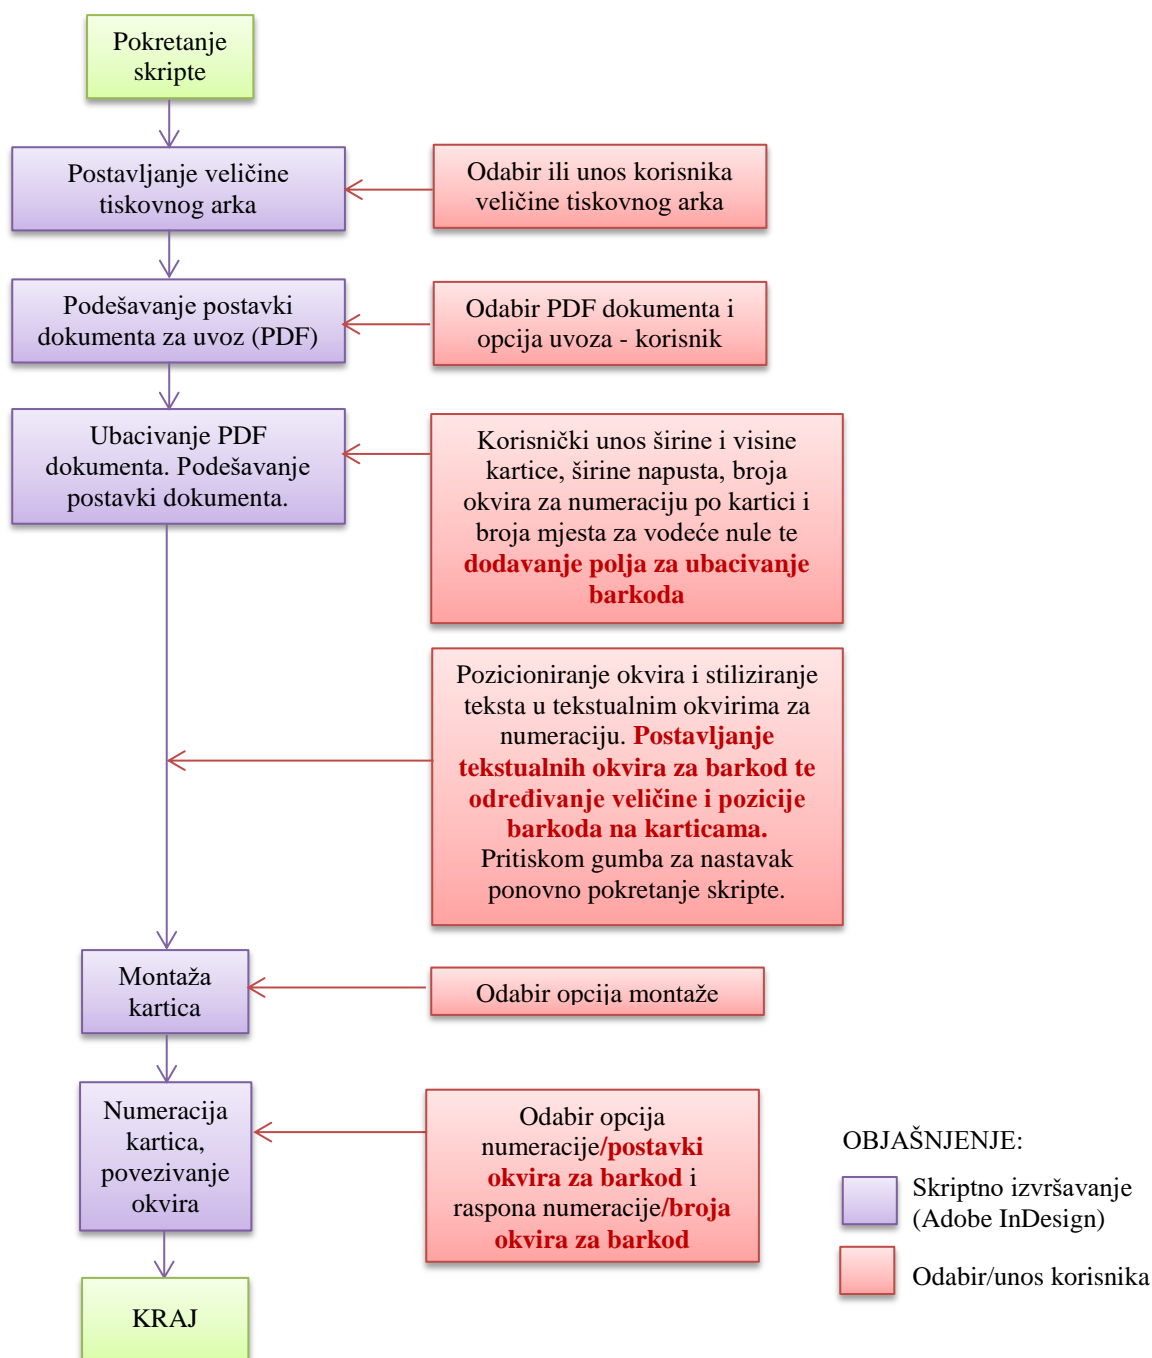 Pokretanje
skripte
Postavljanje veličine
tiskovnog arka
Odabir ili unos korisnika
veličine tiskovnog arka
Podešavanje postavki
dokumenta za uvoz (PDF)
Odabir PDF dokumenta i
opcija uvoza - korisnik
Ubacivanje PDF
dokumenta. Podešavanje
postavki dokumenta.
Korisnički unos širine i visine
kartice, širine napusta, broja
okvira za numeraciju po kartici i
broja mjesta za vodeće nule te
dodavanje polja za ubacivanje
barkoda
Pozicioniranje okvira i stiliziranje
teksta u tekstualnim okvirima za
numeraciju. Postavljanje
tekstualnih okvira za barkod te
određivanje veličine i pozicije
barkoda na karticama.
Pritiskom gumba za nastavak
ponovno pokretanje skripte.
Montaža
kartica
Odabir opcija montaže
Numeracija
kartica,
povezivanje
okvira
Odabir opcija
numeracije/postavki
okvira za barkod i
raspona numeracije/broja
okvira za barkod
KRAJ
OBJAŠNJENJE:
Skriptno izvršavanje
(Adobe InDesign)
Odabir/unos korisnika